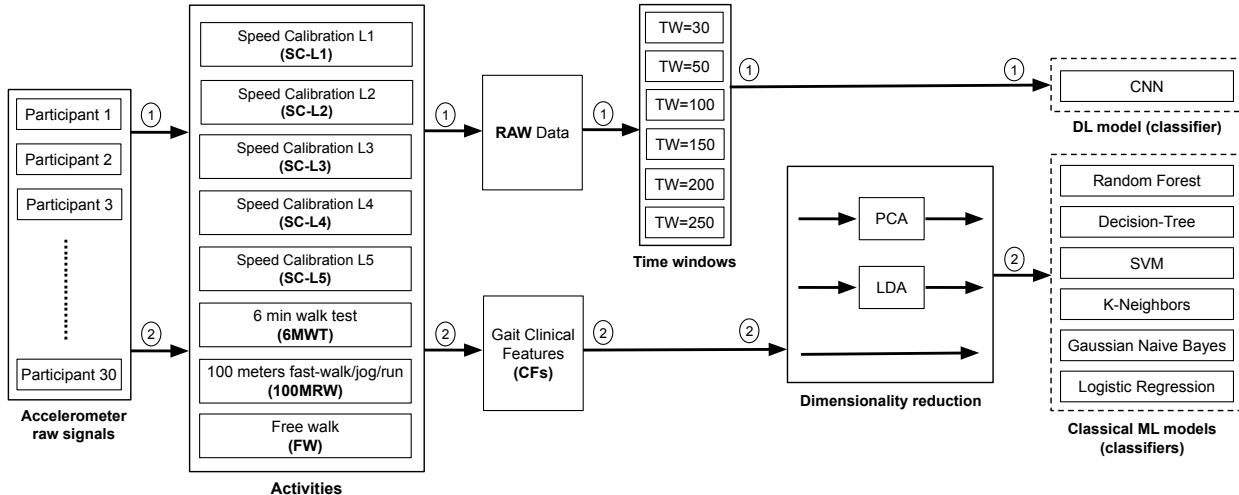 Participant 1
Participant 2
Participant 3
Participant 30
Accelerometer
raw signals
1
2
Speed Calibration L1
(SC-L1)
Speed Calibration L2
(SC-L2)
Speed Calibration L3
(SC-L3)
Speed Calibration L4
(SC-L4)
Speed Calibration L5
(SC-L5)
6 min walk test
(6MWT)
100 meters fast-walk/jog/run
(100MRW)
Free walk
(FW)
Activities
1
2
RAW Data
Gait Clinical
Features
(CFs)
1
2
TW=30
TW=50
TW=100
TW=150
TW=200
TW=250
Time windows
1
1
2
PCA
LDA
Dimensionality reduction
2
CNN
DL model (classifier)
Random Forest
Decision-Tree
SVM
K-Neighbors
Gaussian Naive Bayes
Logistic Regression
Classical ML models
(classifiers)